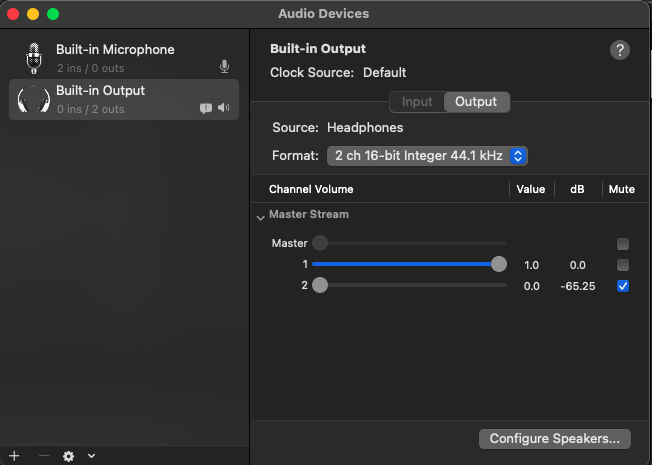 Audio Devices
Built-in Microphone
2 ins / 0 outs
Built-in Output
0 ins / 2 outs
Built-in Output
?
Clock Source: Default
Input Output
Source: Headphones
Format: 2 ch 16-bit Integer 44.1 kHz
Channel Volume Value dB Mute
Master Stream
Master
1 1.0 0.0
2 0.0 -65.25
Configure Speakers...